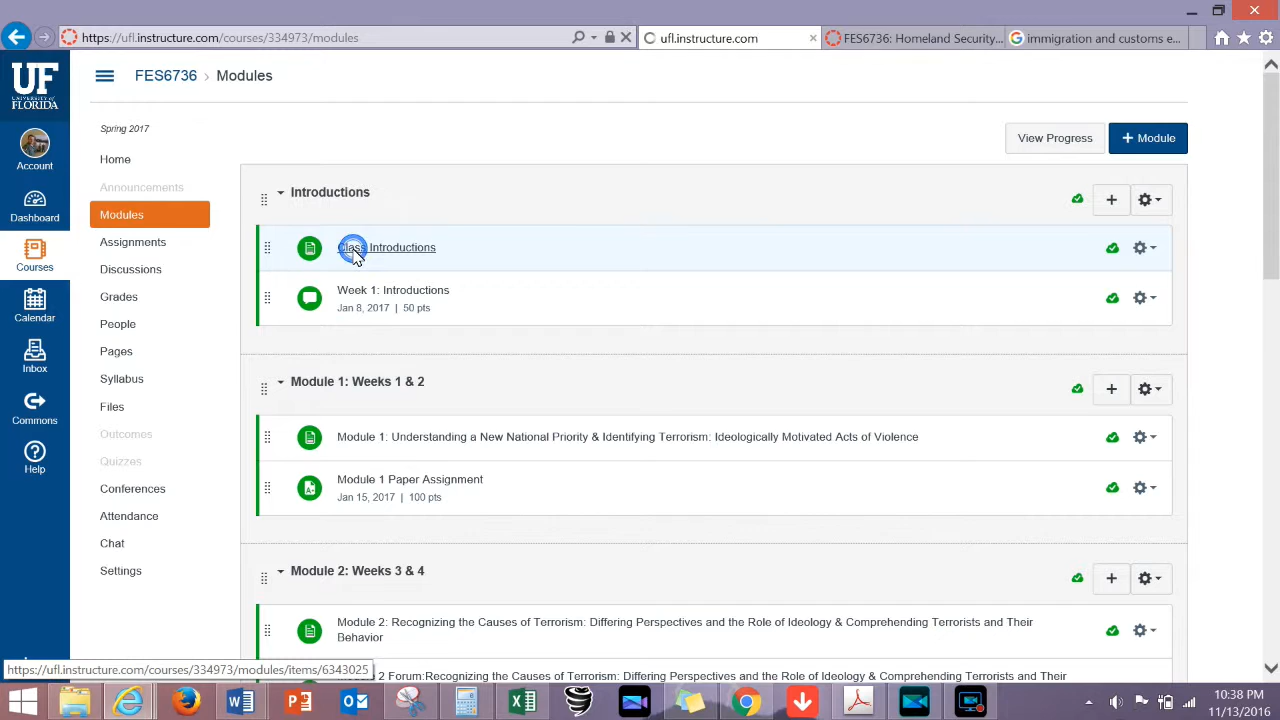 https://ufl.instructure.com/courses/334973/modules
ufl.instructure.com
FES6736: Homeland Security,...
immigration and customs e...
UF
UNIVERSITY of
FLORIDA
FES6736 › Modules
Spring 2017
View Progress
+ Module
Account
Dashboard
Courses
Calendar
Inbox
Commons
Help
Home
Announcements
Modules
Assignments
Discussions
Grades
People
Pages
Syllabus
Files
Outcomes
Quizzes
Conferences
Attendance
Chat
Settings
Introductions
Class Introductions
Week 1: Introductions
Jan 8, 2017 | 50 pts
Module 1: Weeks 1 & 2
Module 1: Understanding a New National Priority & Identifying Terrorism: Ideologically Motivated Acts of Violence
Module 1 Paper Assignment
Jan 15, 2017 | 100 pts
Module 2: Weeks 3 & 4
Module 2: Recognizing the Causes of Terrorism: Differing Perspectives and the Role of Ideology & Comprehending Terrorists and Their
Behavior
2 Forum:Recognizing the Causes of Terrorism: Differing Perspectives and the Role of Ideology & Comprehending Terrorists and Their
https://ufl.instructure.com/courses/334973/modules/items/6343025
10:38 PM
11/13/2016